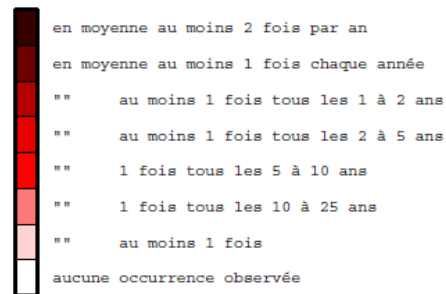 en moyenne au moins 2 fois par an
en moyenne au moins 1 fois chaque année
"" au moins 1 fois tous les 1 à 2 ans
"" au moins 1 fois tous les 2 à 5 ans
"" 1 fois tous les 5 à 10 ans
"" 1 fois tous les 10 à 25 ans
"" au moins 1 fois
aucune occurrence observée